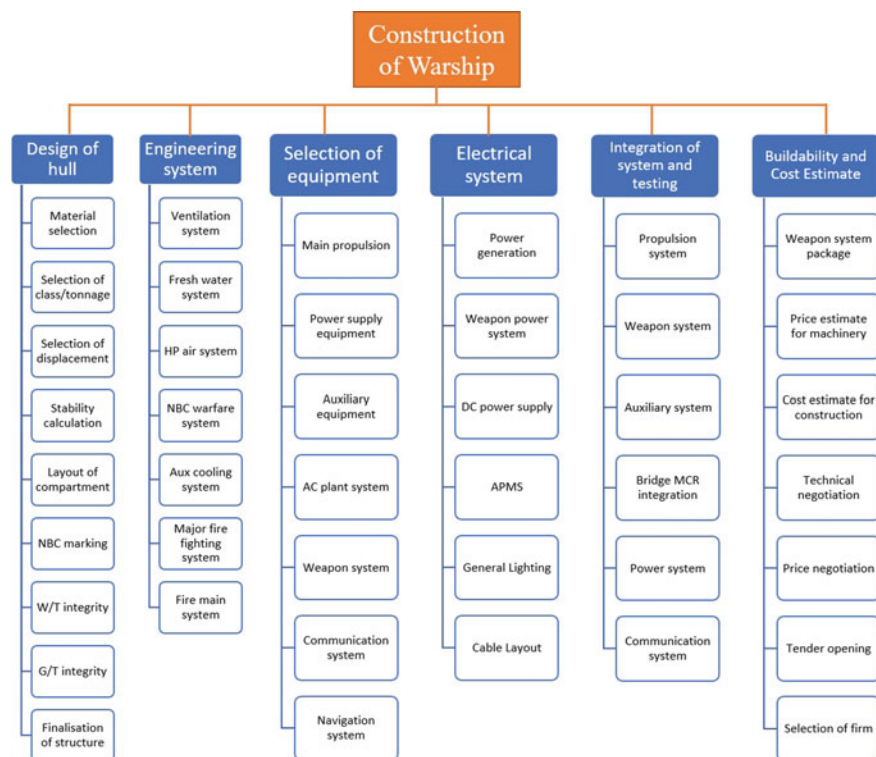 Construction
of Warship
Design of
hull
Material
selection
Selection of
class/tonnage
Selection of
displacement
Stability
calculation
Layout of
compartment
NBC marking
W/T integrity
G/T integrity
Finalisation
of structure
Engineering
system
Ventilation
system
Fresh water
system
HP air system
NBC warfare
system
Aux cooling
system
Major fire
fighting
system
Fire main
system
Selection of
equipment
Main propulsion
Power supply
equipment
Auxiliary
equipment
AC plant system
Weapon system
Communication
system
Navigation
system
Electrical
system
Power
generation
Weapon power
system
DC power supply
APMS
General Lighting
Cable Layout
Integration of
system and
testing
Propulsion
system
Weapon system
Auxiliary system
Bridge MCR
integration
Power system
Communication
system
Buildability and
Cost Estimate
Weapon system
package
Price estimate
for machinery
Cost estimate for
construction
Technical
negotiation
Price negotiation
Tender opening
Selection of firm